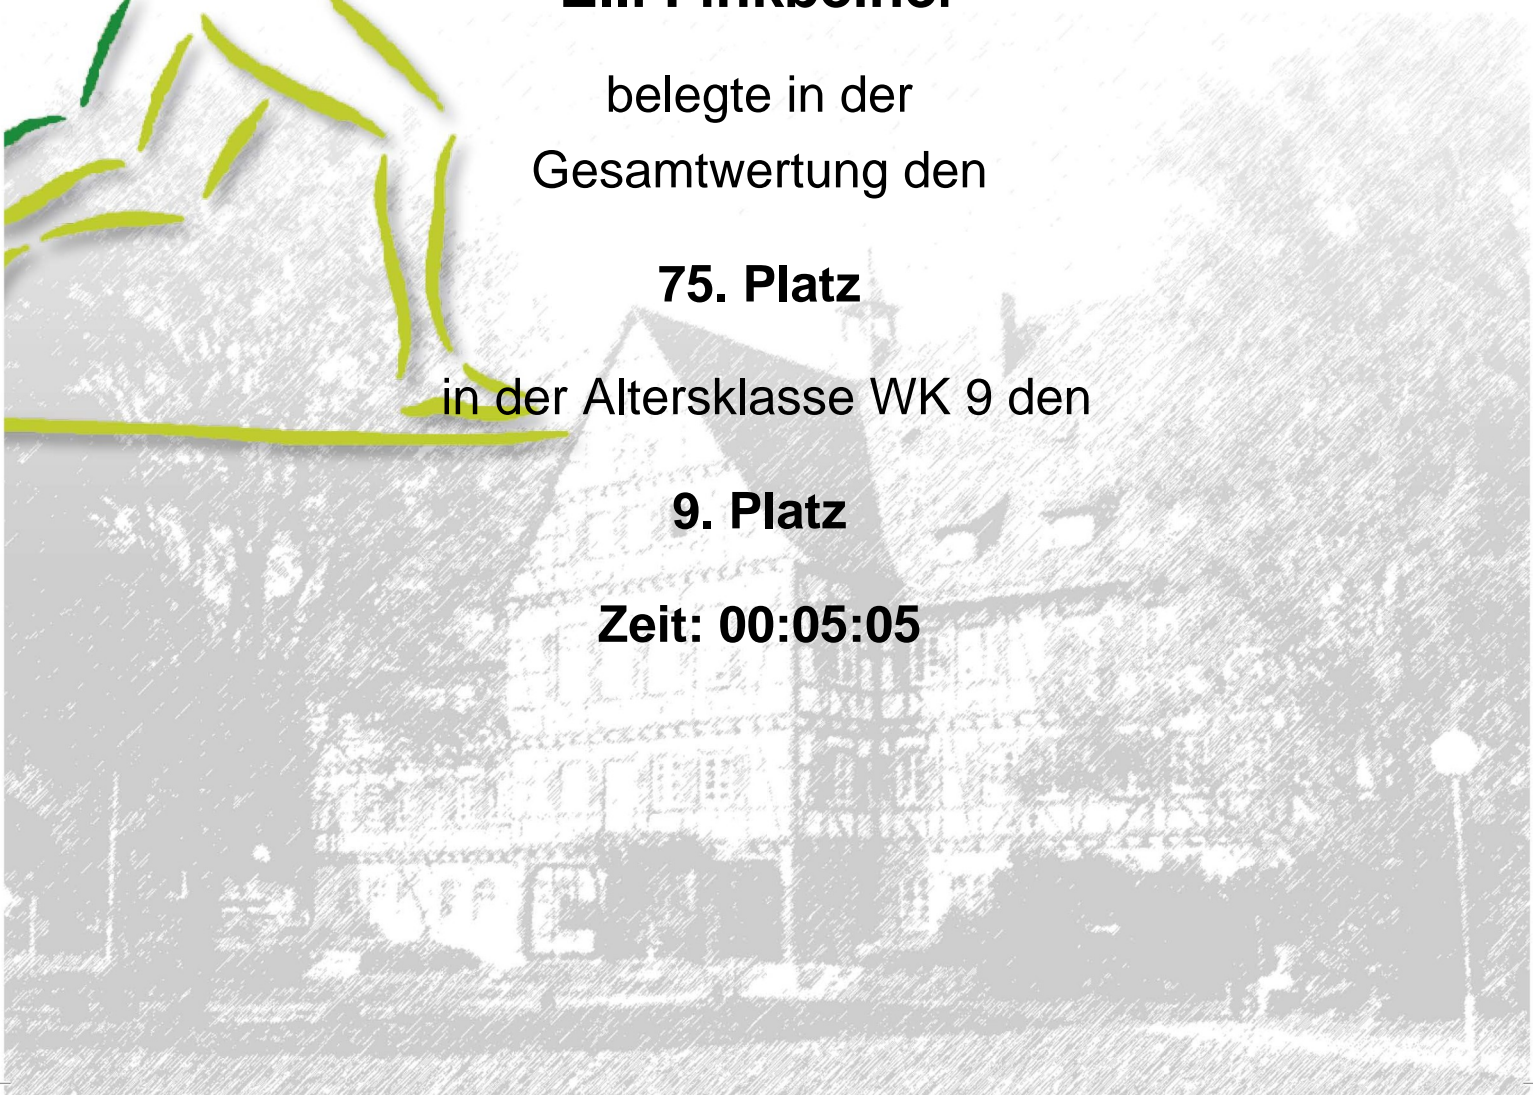 belegte in der
Gesamtwertung den
75. Platz
in der Altersklasse WK 9 den
9. Platz
Zeit: 00:05:05